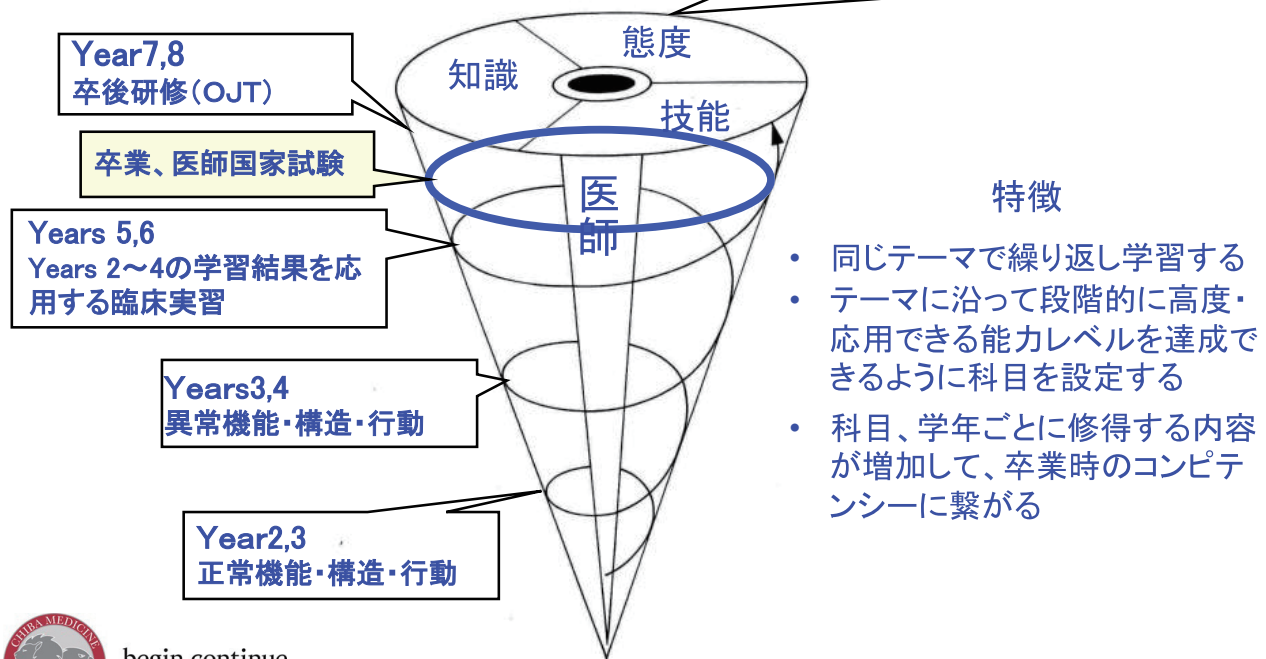 Year7,8
卒後研修(OJT)
卒業、医師国家試験
Years 5,6
Years 2～4の学習結果を応
用する臨床実習
Years3,4
異常機能・構造・行動
Year2,3
正常機能・構造・行動
知識
態度
技能
医
師
特徴
• 同じテーマで繰り返し学習する
• テーマに沿って段階的に高度・
応用できる能力レベルを達成で
きるように科目を設定する
• 科目、学年ごとに修得する内容
が増加して、卒業時のコンピテ
ンシーに繋がる
CHIBA MEDICINE
begin.continue